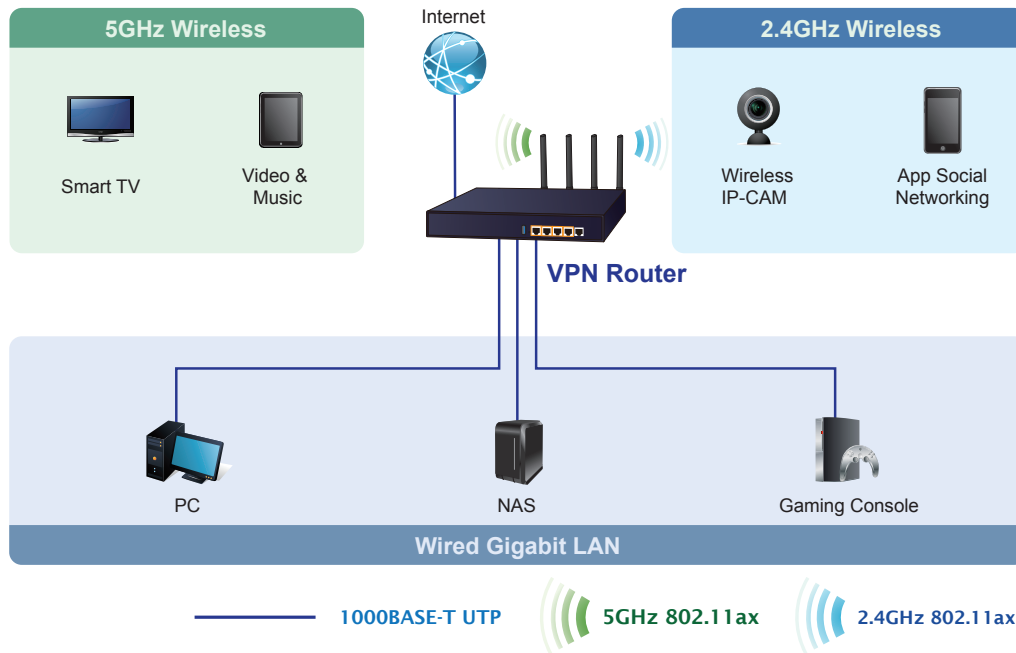 Internet
5GHz Wireless
2.4GHz Wireless
Smart TV
Video &
Music
Wireless
IP-CAM
App Social
Networking
VPN Router
PC
NAS
Gaming Console
Wired Gigabit LAN
1000BASE-T UTP
5GHz 802.11ax
2.4GHz 802.11ax